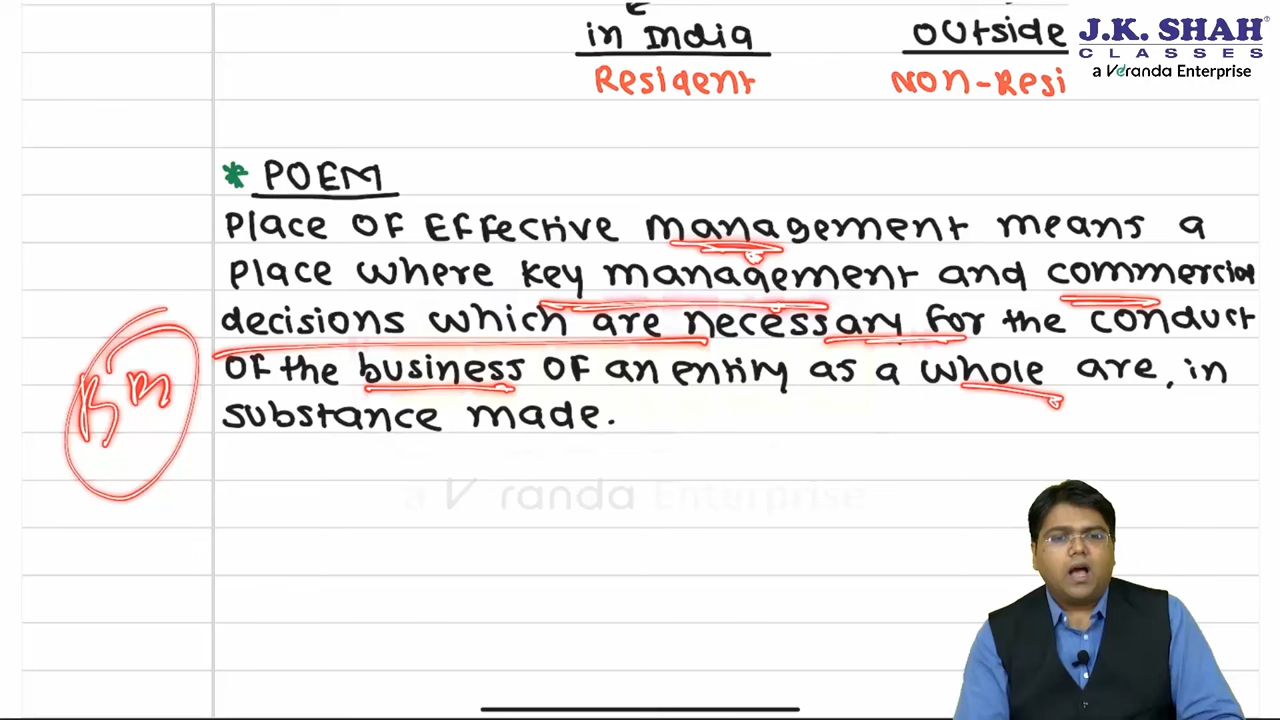 in India
outside
J.K. SHAH
CLASSES
a Veranda Enterprise
Resident
NON-Resi
* POEM
Place of Effective management means a
place where key management and commercial
decisions which are necessary for the conduct
of the business of an entity as a whole are, in
substance made.
BM
a V randa Enterprise